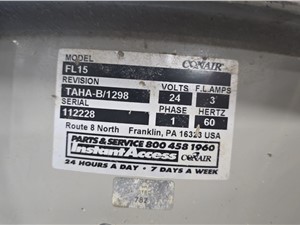 MODEL CONAIR
FL15
REVISION VOLTS F.L.AMPS
TAHA-B/1298 24 3
SERIAL PHASE HERTZ
112228 1 60
Route 8 North Franklin, PA 16323 USA
PARTS & SERVICE 800 458 1960
Instant Access CONAIR
24 HOURS A DAY • 7 DAYS A WEEK